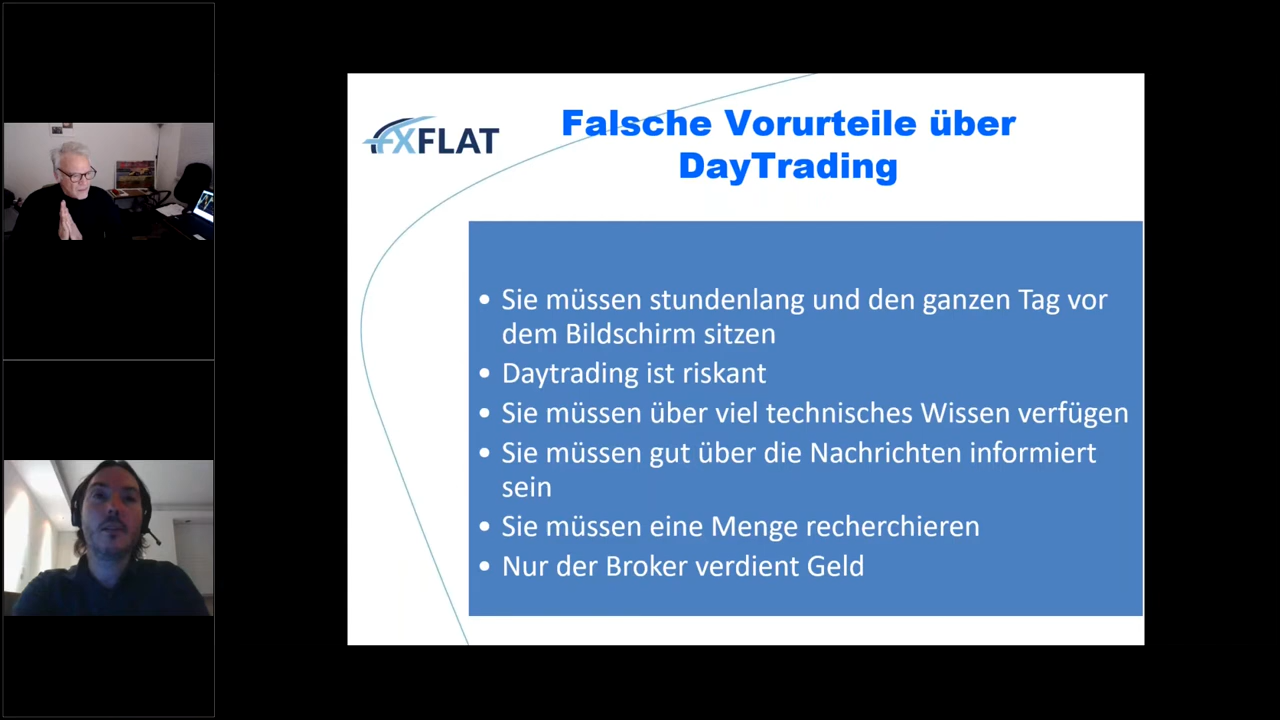 FXFLAT
Falsche Vorurteile über
DayTrading
• Sie müssen stundenlang und den ganzen Tag vor
dem Bildschirm sitzen
• Daytrading ist riskant
• Sie müssen über viel technisches Wissen verfügen
• Sie müssen gut über die Nachrichten informiert
sein
• Sie müssen eine Menge recherchieren
• Nur der Broker verdient Geld